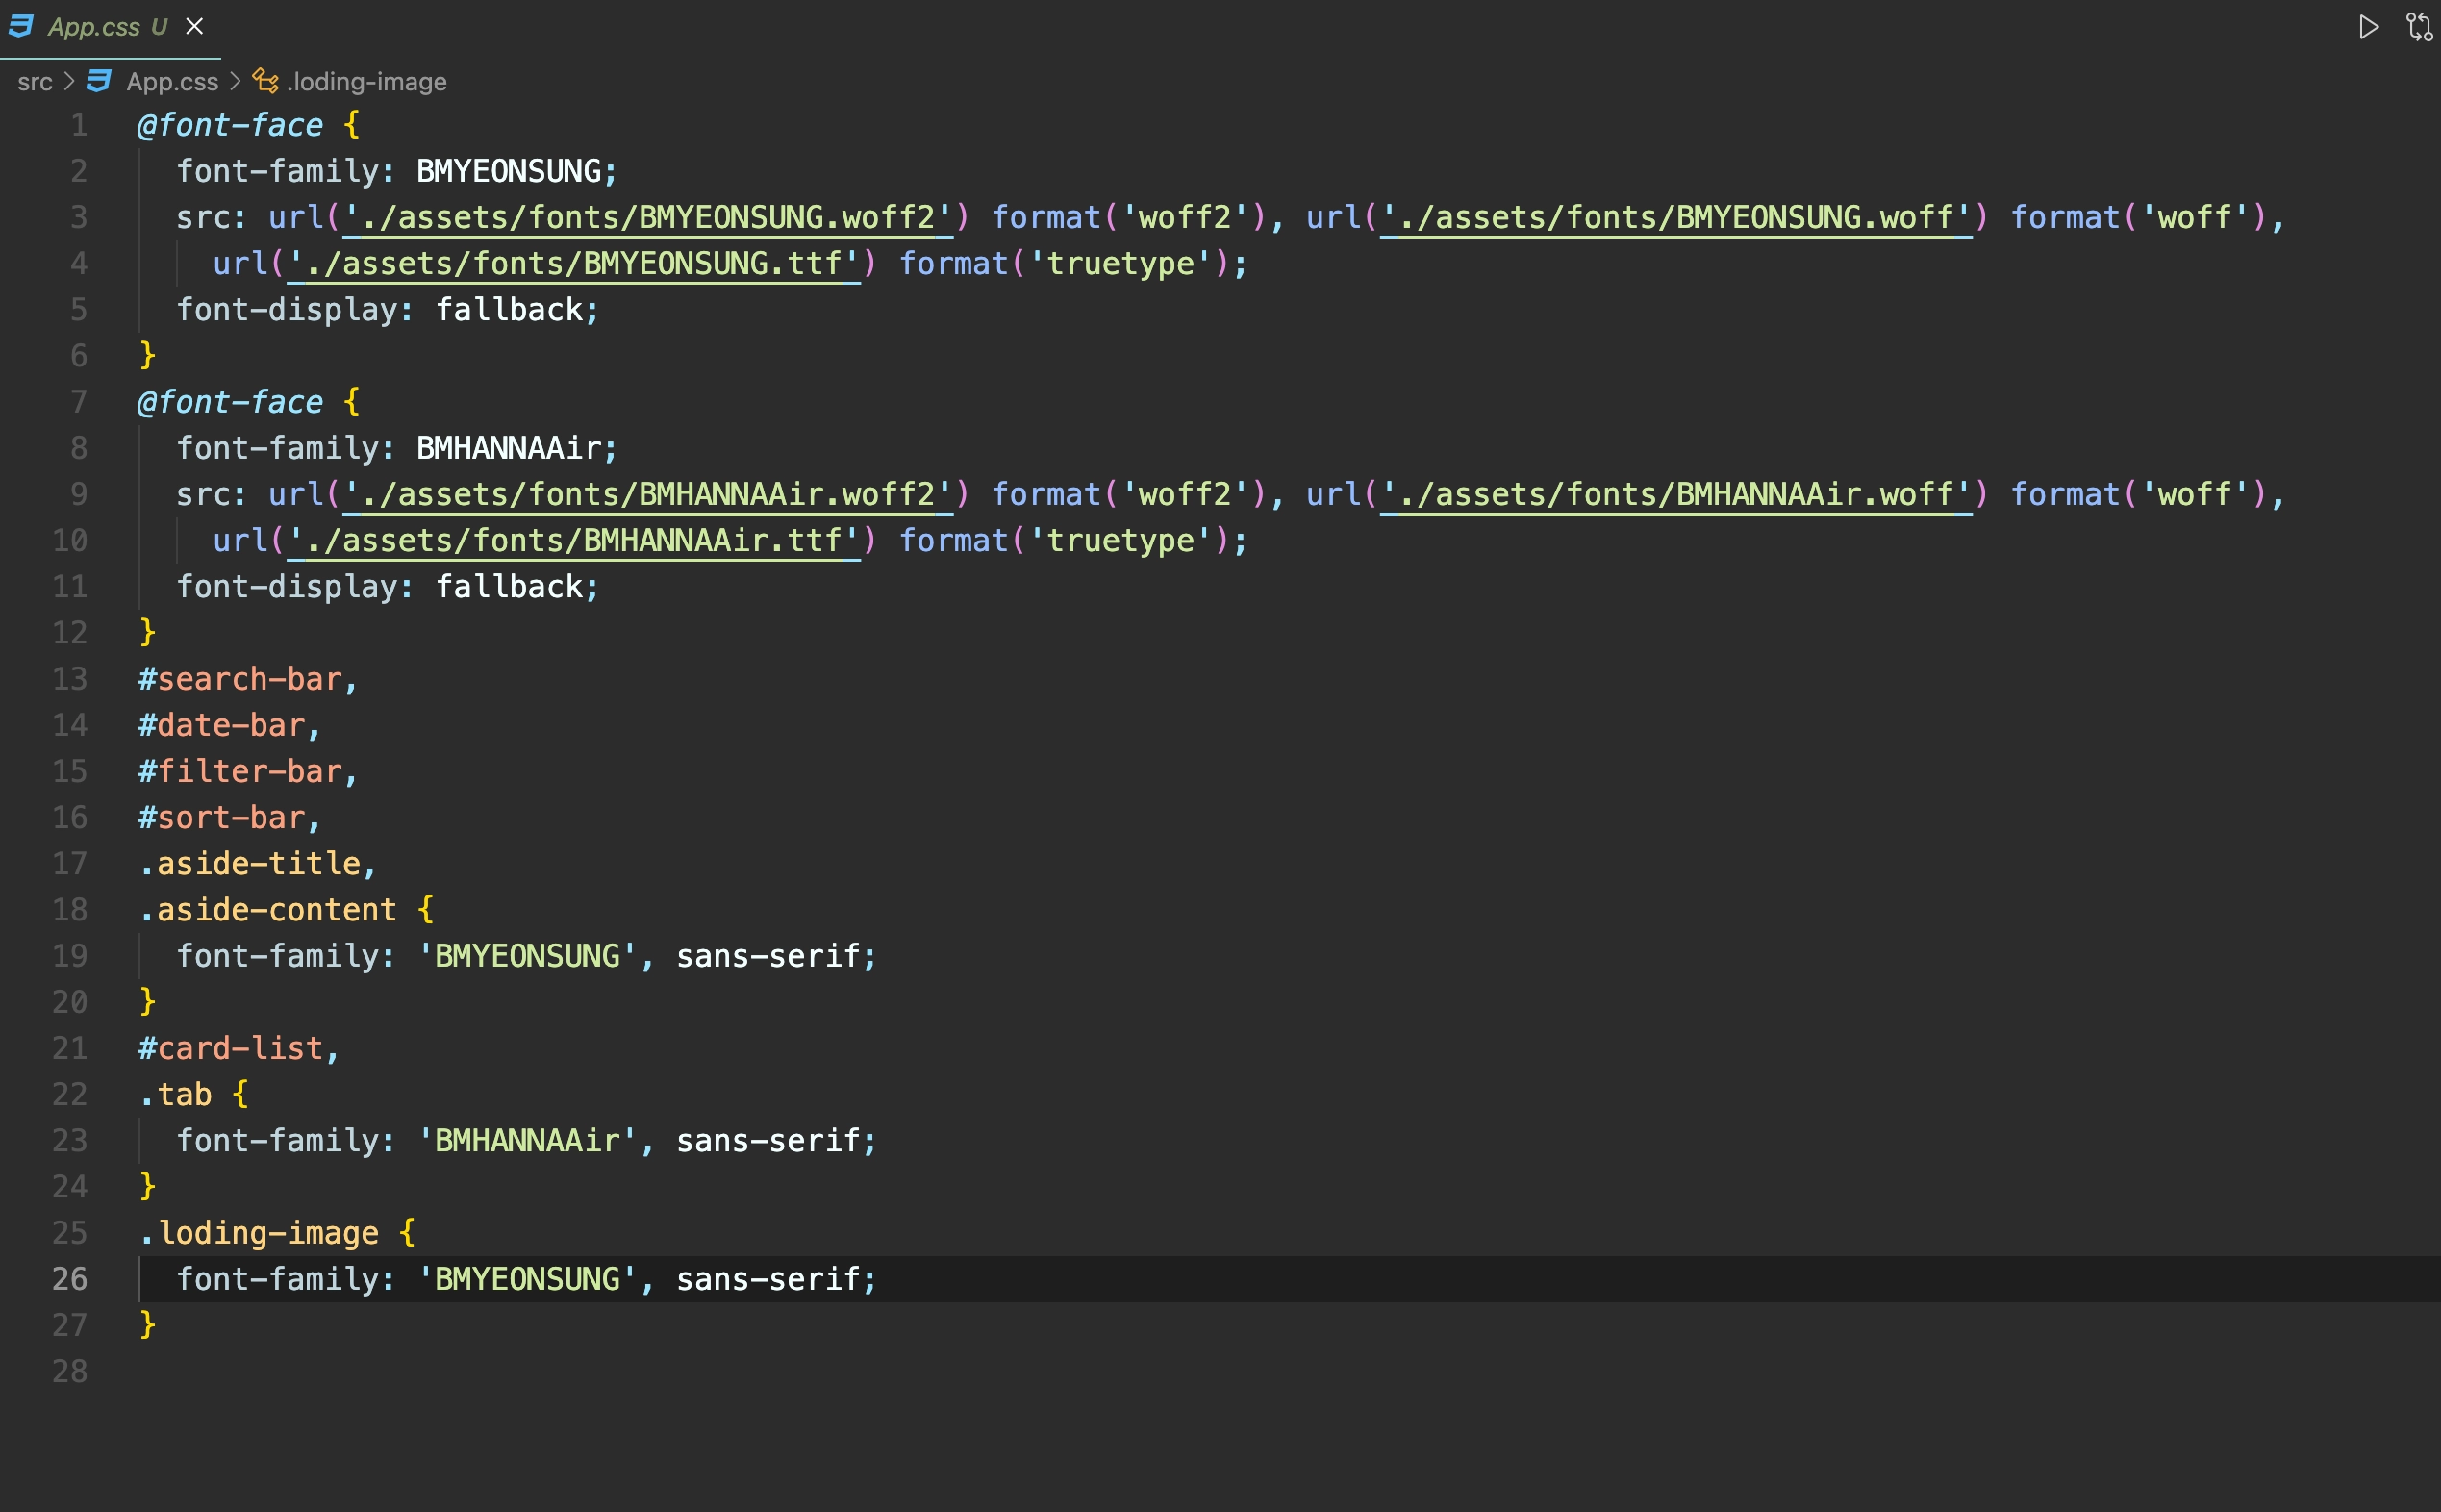 App.css U
src > App.css > .loding-image
1 @font-face {
2 font-family: BMYEONSUNG;
3 src: url('./assets/fonts/BMYEONSUNG.woff2') format('woff2'), url('./assets/fonts/BMYEONSUNG.woff') format('woff'),
4 url('./assets/fonts/BMYEONSUNG.ttf') format('truetype');
5 font-display: fallback;
6 }
7 @font-face {
8 font-family: BMHANNAAir;
9 src: url('./assets/fonts/BMHANNAAir.woff2') format('woff2'), url('./assets/fonts/BMHANNAAir.woff') format('woff'),
10 url('./assets/fonts/BMHANNAAir.ttf') format('truetype');
11 font-display: fallback;
12 }
13 #search-bar,
14 #date-bar,
15 #filter-bar,
16 #sort-bar,
17 .aside-title,
18 .aside-content {
19 font-family: 'BMYEONSUNG', sans-serif;
20 }
21 #card-list,
22 .tab {
23 font-family: 'BMHANNAAir', sans-serif;
24 }
25 .loding-image {
26 font-family: 'BMYEONSUNG', sans-serif;
27 }
28